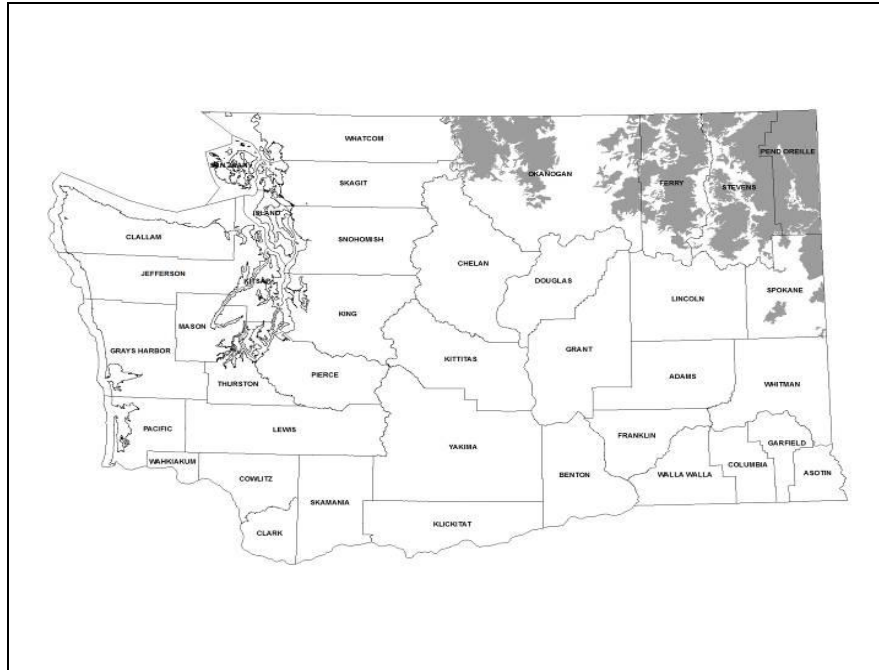 WHATCOM
PEND OREILLE
SKAGIT
OKANOGAN
FERRY
STEVENS
ISLAND
CLALLAM
SNOHOMISH
CHELAN
JEFFERSON
DOUGLAS
SPOKANE
LINCOLN
MASON
KING
GRAYS HARBOR
KITTITAS
GRANT
PIERCE
ADAMS
THURSTON
WHITMAN
PACIFIC
LEWIS
YAKIMA
FRANKLIN
GARFIELD
WAHKIAKUM
COLUMBIA
COWLITZ
BENTON
WALLA WALLA
ASOTIN
SKAMANIA
KLICKITAT
CLARK